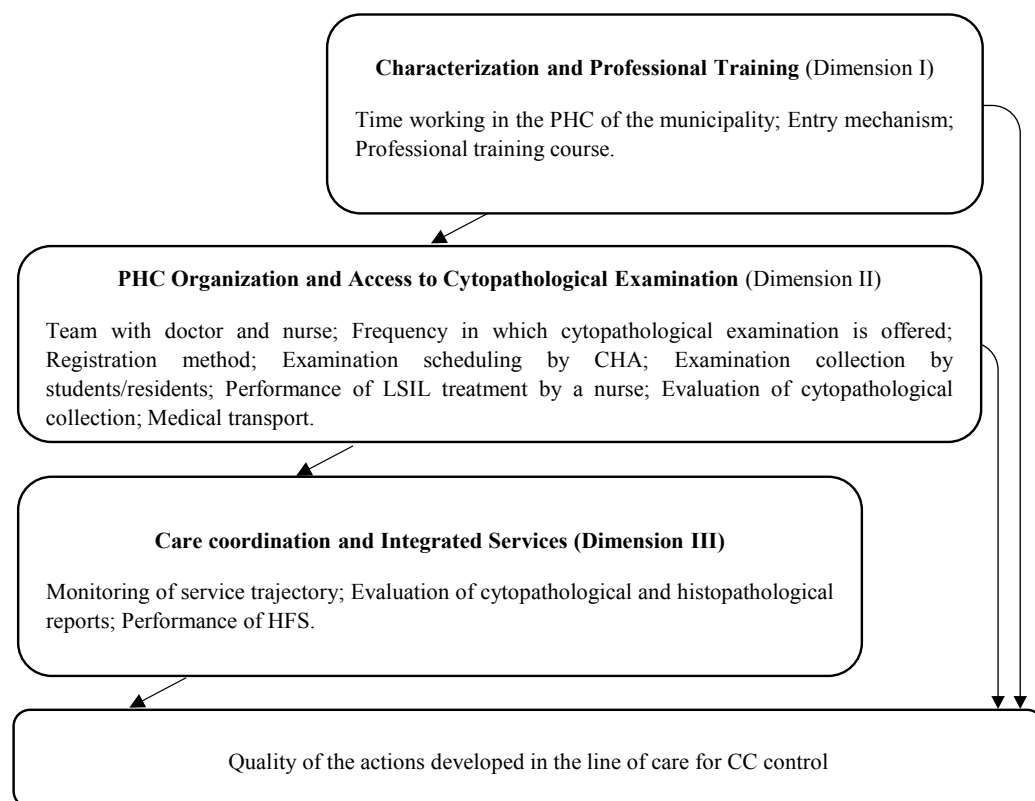 Characterization and Professional Training (Dimension I)
Time working in the PHC of the municipality; Entry mechanism;
Professional training course.
PHC Organization and Access to Cytopathological Examination (Dimension II)
Team with doctor and nurse; Frequency in which cytopathological examination is offered;
Registration method; Examination scheduling by CHA; Examination collection by
students/residents; Performance of LSIL treatment by a nurse; Evaluation of cytopathological
collection; Medical transport.
Care coordination and Integrated Services (Dimension III)
Monitoring of service trajectory; Evaluation of cytopathological and histopathological
reports; Performance of HFS.
Quality of the actions developed in the line of care for CC control